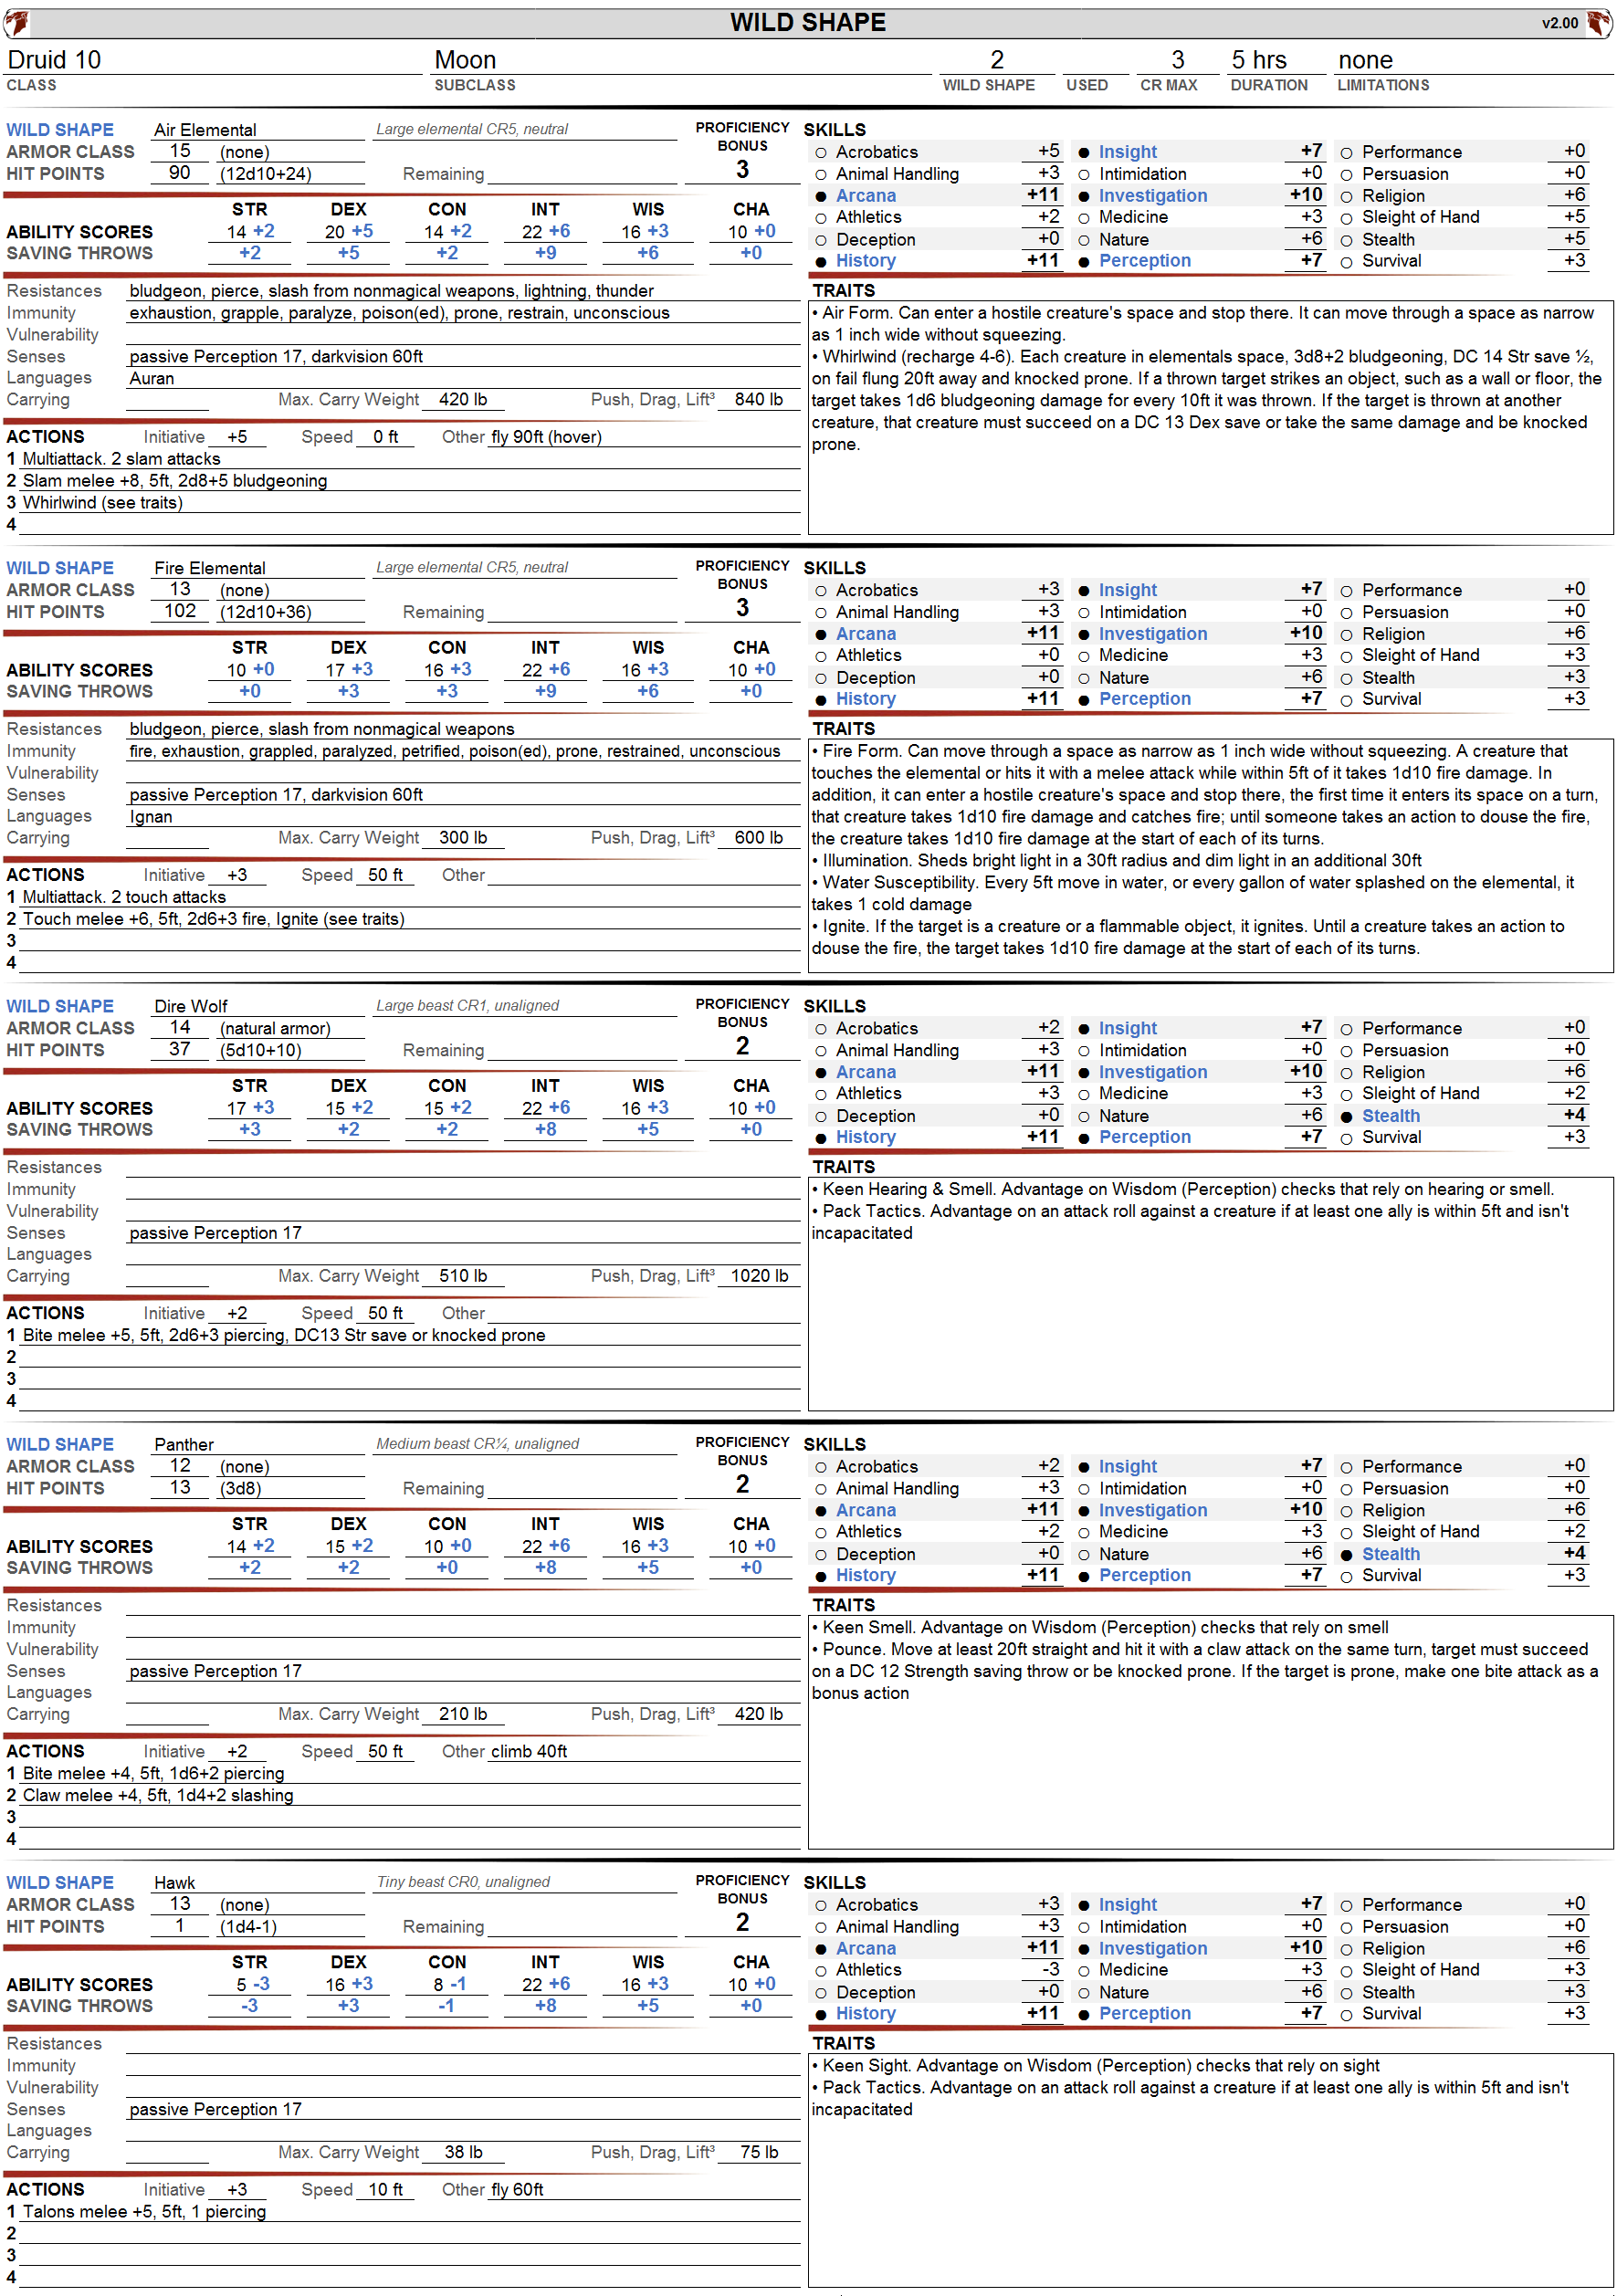 WILD SHAPE v2.00
Druid 10 Moon 2 3 5 hrs none
CLASS SUBCLASS WILD SHAPE USED CR MAX DURATION LIMITATIONS
WILD SHAPE Air Elemental Large elemental CR5, neutral PROFICIENCY BONUS 3
ARMOR CLASS 15 (none)
HIT POINTS 90 (12d10+24) Remaining
STR DEX CON INT WIS CHA
ABILITY SCORES 14 +2 20 +5 14 +2 22 +6 16 +3 10 +0
SAVING THROWS +2 +5 +2 +9 +6 +0
SKILLS
○ Acrobatics +5 ● Insight +7 ○ Performance +0
○ Animal Handling +3 ○ Intimidation +0 ○ Persuasion +0
● Arcana +11 ● Investigation +10 ○ Religion +6
○ Athletics +2 ○ Medicine +3 ○ Sleight of Hand +5
○ Deception +0 ○ Nature +6 ○ Stealth +5
● History +11 ● Perception +7 ○ Survival +3
Resistances bludgeon, pierce, slash from nonmagical weapons, lightning, thunder
Immunity exhaustion, grapple, paralyze, poison(ed), prone, restrain, unconscious
Vulnerability
Senses passive Perception 17, darkvision 60ft
Languages Auran
Carrying Max. Carry Weight 420 lb Push, Drag, Lift³ 840 lb
ACTIONS Initiative +5 Speed 0 ft Other fly 90ft (hover)
1 Multiattack. 2 slam attacks
2 Slam melee +8, 5ft, 2d8+5 bludgeoning
3 Whirlwind (see traits)
4
TRAITS
• Air Form. Can enter a hostile creature's space and stop there. It can move through a space as narrow
as 1 inch wide without squeezing.
• Whirlwind (recharge 4-6). Each creature in elementals space, 3d8+2 bludgeoning, DC 14 Str save ½,
on fail flung 20ft away and knocked prone. If a thrown target strikes an object, such as a wall or floor, the
target takes 1d6 bludgeoning damage for every 10ft it was thrown. If the target is thrown at another
creature, that creature must succeed on a DC 13 Dex save or take the same damage and be knocked
prone.
WILD SHAPE Fire Elemental Large elemental CR5, neutral PROFICIENCY BONUS 3
ARMOR CLASS 13 (none)
HIT POINTS 102 (12d10+36) Remaining
STR DEX CON INT WIS CHA
ABILITY SCORES 10 +0 17 +3 16 +3 22 +6 16 +3 10 +0
SAVING THROWS +0 +3 +3 +9 +6 +0
SKILLS
○ Acrobatics +3 ● Insight +7 ○ Performance +0
○ Animal Handling +3 ○ Intimidation +0 ○ Persuasion +0
● Arcana +11 ● Investigation +10 ○ Religion +6
○ Athletics +0 ○ Medicine +3 ○ Sleight of Hand +3
○ Deception +0 ○ Nature +6 ○ Stealth +3
● History +11 ● Perception +7 ○ Survival +3
Resistances bludgeon, pierce, slash from nonmagical weapons
Immunity fire, exhaustion, grappled, paralyzed, petrified, poison(ed), prone, restrained, unconscious
Vulnerability
Senses passive Perception 17, darkvision 60ft
Languages Ignan
Carrying Max. Carry Weight 300 lb Push, Drag, Lift³ 600 lb
ACTIONS Initiative +3 Speed 50 ft Other
1 Multiattack. 2 touch attacks
2 Touch melee +6, 5ft, 2d6+3 fire, Ignite (see traits)
3
4
TRAITS
• Fire Form. Can move through a space as narrow as 1 inch wide without squeezing. A creature that
touches the elemental or hits it with a melee attack while within 5ft of it takes 1d10 fire damage. In
addition, it can enter a hostile creature's space and stop there, the first time it enters its space on a turn,
that creature takes 1d10 fire damage and catches fire; until someone takes an action to douse the fire,
the creature takes 1d10 fire damage at the start of each of its turns.
• Illumination. Sheds bright light in a 30ft radius and dim light in an additional 30ft
• Water Susceptibility. Every 5ft move in water, or every gallon of water splashed on the elemental, it
takes 1 cold damage
• Ignite. If the target is a creature or a flammable object, it ignites. Until a creature takes an action to
douse the fire, the target takes 1d10 fire damage at the start of each of its turns.
WILD SHAPE Dire Wolf Large beast CR1, unaligned PROFICIENCY BONUS 2
ARMOR CLASS 14 (natural armor)
HIT POINTS 37 (5d10+10) Remaining
STR DEX CON INT WIS CHA
ABILITY SCORES 17 +3 15 +2 15 +2 22 +6 16 +3 10 +0
SAVING THROWS +3 +2 +2 +8 +5 +0
SKILLS
○ Acrobatics +2 ● Insight +7 ○ Performance +0
○ Animal Handling +3 ○ Intimidation +0 ○ Persuasion +0
● Arcana +11 ● Investigation +10 ○ Religion +6
○ Athletics +3 ○ Medicine +3 ○ Sleight of Hand +2
○ Deception +0 ○ Nature +6 ● Stealth +4
● History +11 ● Perception +7 ○ Survival +3
Resistances
Immunity
Vulnerability
Senses passive Perception 17
Languages
Carrying Max. Carry Weight 510 lb Push, Drag, Lift³ 1020 lb
ACTIONS Initiative +2 Speed 50 ft Other
1 Bite melee +5, 5ft, 2d6+3 piercing, DC13 Str save or knocked prone
2
3
4
TRAITS
• Keen Hearing & Smell. Advantage on Wisdom (Perception) checks that rely on hearing or smell.
• Pack Tactics. Advantage on an attack roll against a creature if at least one ally is within 5ft and isn't
incapacitated
WILD SHAPE Panther Medium beast CR¼, unaligned PROFICIENCY BONUS 2
ARMOR CLASS 12 (none)
HIT POINTS 13 (3d8) Remaining
STR DEX CON INT WIS CHA
ABILITY SCORES 14 +2 15 +2 10 +0 22 +6 16 +3 10 +0
SAVING THROWS +2 +2 +0 +8 +5 +0
SKILLS
○ Acrobatics +2 ● Insight +7 ○ Performance +0
○ Animal Handling +3 ○ Intimidation +0 ○ Persuasion +0
● Arcana +11 ● Investigation +10 ○ Religion +6
○ Athletics +2 ○ Medicine +3 ○ Sleight of Hand +2
○ Deception +0 ○ Nature +6 ● Stealth +4
● History +11 ● Perception +7 ○ Survival +3
Resistances
Immunity
Vulnerability
Senses passive Perception 17
Languages
Carrying Max. Carry Weight 210 lb Push, Drag, Lift³ 420 lb
ACTIONS Initiative +2 Speed 50 ft Other climb 40ft
1 Bite melee +4, 5ft, 1d6+2 piercing
2 Claw melee +4, 5ft, 1d4+2 slashing
3
4
TRAITS
• Keen Smell. Advantage on Wisdom (Perception) checks that rely on smell
• Pounce. Move at least 20ft straight and hit it with a claw attack on the same turn, target must succeed
on a DC 12 Strength saving throw or be knocked prone. If the target is prone, make one bite attack as a
bonus action
WILD SHAPE Hawk Tiny beast CR0, unaligned PROFICIENCY BONUS 2
ARMOR CLASS 13 (none)
HIT POINTS 1 (1d4-1) Remaining
STR DEX CON INT WIS CHA
ABILITY SCORES 5 -3 16 +3 8 -1 22 +6 16 +3 10 +0
SAVING THROWS -3 +3 -1 +8 +5 +0
SKILLS
○ Acrobatics +3 ● Insight +7 ○ Performance +0
○ Animal Handling +3 ○ Intimidation +0 ○ Persuasion +0
● Arcana +11 ● Investigation +10 ○ Religion +6
○ Athletics -3 ○ Medicine +3 ○ Sleight of Hand +3
○ Deception +0 ○ Nature +6 ○ Stealth +3
● History +11 ● Perception +7 ○ Survival +3
Resistances
Immunity
Vulnerability
Senses passive Perception 17
Languages
Carrying Max. Carry Weight 38 lb Push, Drag, Lift³ 75 lb
ACTIONS Initiative +3 Speed 10 ft Other fly 60ft
1 Talons melee +5, 5ft, 1 piercing
2
3
4
TRAITS
• Keen Sight. Advantage on Wisdom (Perception) checks that rely on sight
• Pack Tactics. Advantage on an attack roll against a creature if at least one ally is within 5ft and isn't
incapacitated